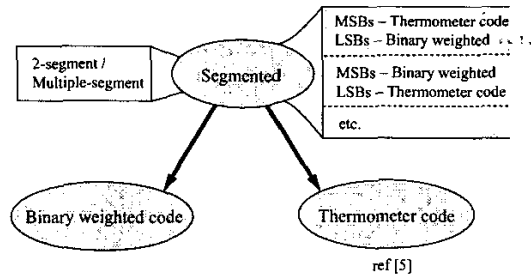 MSBs – Thermometer code
LSBs – Binary weighted
2-segment /
Multiple-segment
Segmented
MSBs – Binary weighted
LSBs – Thermometer code
etc.
Binary weighted code
Thermometer code
ref [5]